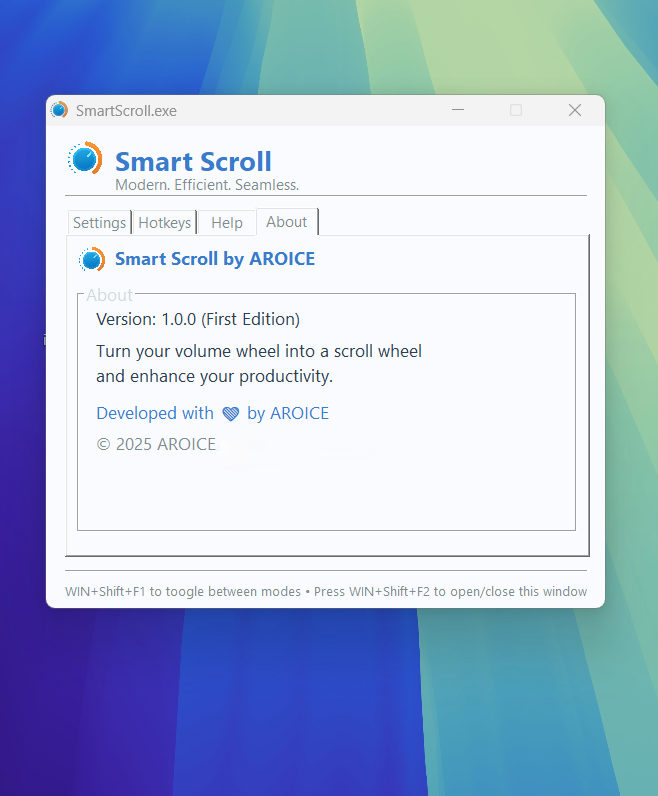 SmartScroll.exe
Smart Scroll
Modern. Efficient. Seamless.
Settings Hotkeys Help About
Smart Scroll by AROICE
About
Version: 1.0.0 (First Edition)
Turn your volume wheel into a scroll wheel
and enhance your productivity.
Developed with by AROICE
© 2025 AROICE
WIN+Shift+F1 to toogle between modes • Press WIN+Shift+F2 to open/close this window